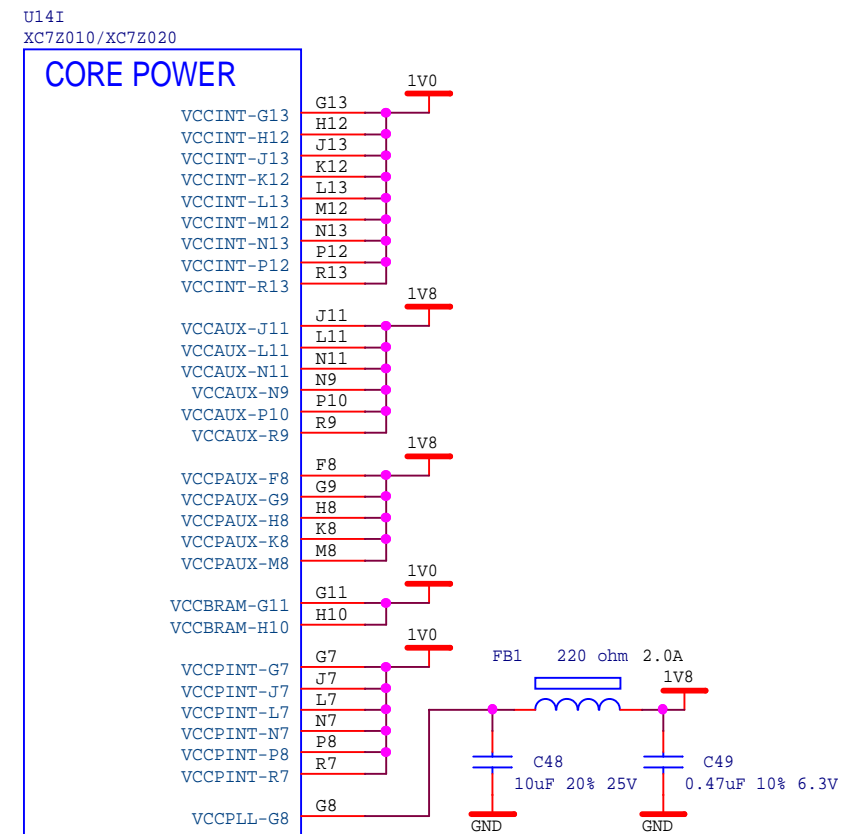 U14I
XC7Z010/XC7Z020
CORE POWER
1V0
VCCINT-G13 G13
VCCINT-H12 H12
VCCINT-J13 J13
VCCINT-K12 K12
VCCINT-L13 L13
VCCINT-M12 M12
VCCINT-N13 N13
VCCINT-P12 P12
VCCINT-R13 R13
1V8
VCCAUX-J11 J11
VCCAUX-L11 L11
VCCAUX-N11 N11
VCCAUX-N9 N9
VCCAUX-P10 P10
VCCAUX-R9 R9
1V8
VCCPAUX-F8 F8
VCCPAUX-G9 G9
VCCPAUX-H8 H8
VCCPAUX-K8 K8
VCCPAUX-M8 M8
1V0
VCCBRAM-G11 G11
VCCBRAM-H10 H10
1V0
VCCPINT-G7 G7
VCCPINT-J7 J7
VCCPINT-L7 L7
VCCPINT-N7 N7
VCCPINT-P8 P8
VCCPINT-R7 R7
VCCPLL-G8 G8
FB1 220 ohm 2.0A
1V8
C48
10uF 20% 25V
C49
0.47uF 10% 6.3V
GND
GND